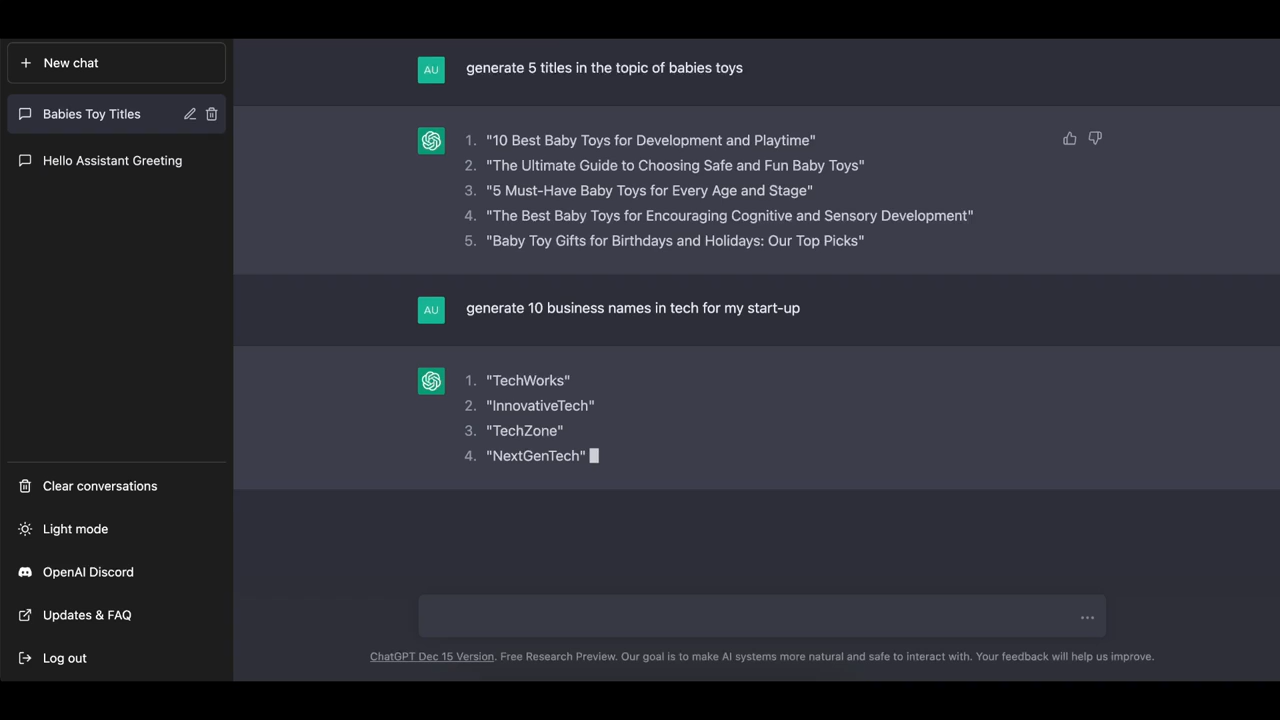 New chat
Babies Toy Titles
Hello Assistant Greeting
Clear conversations
Light mode
OpenAI Discord
Updates & FAQ
Log out
AU
generate 5 titles in the topic of babies toys
1. "10 Best Baby Toys for Development and Playtime"
2. "The Ultimate Guide to Choosing Safe and Fun Baby Toys"
3. "5 Must-Have Baby Toys for Every Age and Stage"
4. "The Best Baby Toys for Encouraging Cognitive and Sensory Development"
5. "Baby Toy Gifts for Birthdays and Holidays: Our Top Picks"
AU
generate 10 business names in tech for my start-up
1. "TechWorks"
2. "InnovativeTech"
3. "TechZone"
4. "NextGenTech"
ChatGPT Dec 15 Version. Free Research Preview. Our goal is to make AI systems more natural and safe to interact with. Your feedback will help us improve.